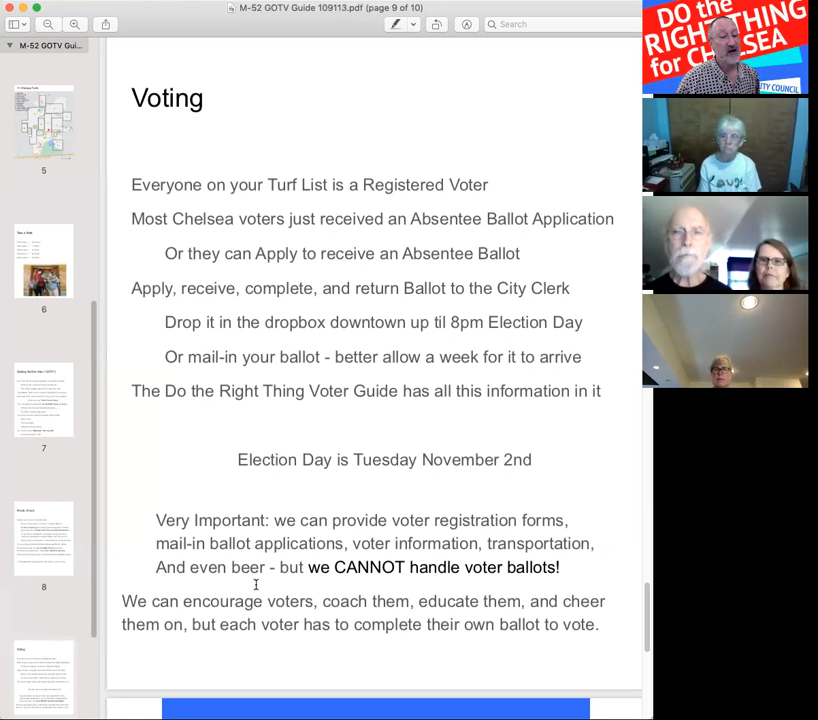 M-52 GOTV Guide 109113.pdf (page 9 of 10)
Search
M-52 GOTV Gui...
5
6
7
8
Voting
Everyone on your Turf List is a Registered Voter
Most Chelsea voters just received an Absentee Ballot Application
Or they can Apply to receive an Absentee Ballot
Apply, receive, complete, and return Ballot to the City Clerk
Drop it in the dropbox downtown up til 8pm Election Day
Or mail-in your ballot - better allow a week for it to arrive
The Do the Right Thing Voter Guide has all this information in it
Election Day is Tuesday November 2nd
Very Important: we can provide voter registration forms,
mail-in ballot applications, voter information, transportation,
And even beer - but we CANNOT handle voter ballots!
We can encourage voters, coach them, educate them, and cheer
them on, but each voter has to complete their own ballot to vote.
DO the
RIGHT THING
for CHELSEA
COUNCIL